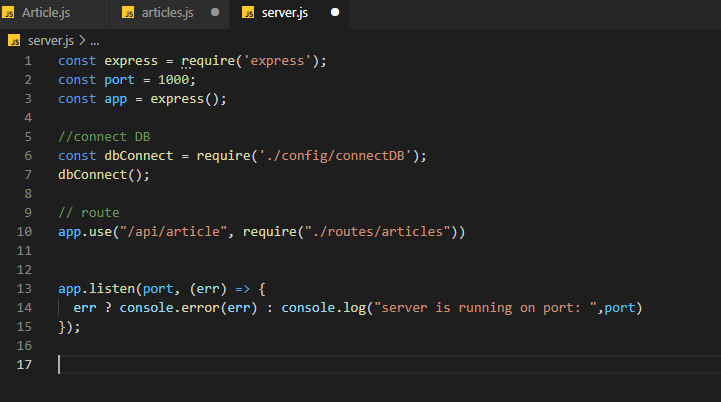 JS Article.js JS articles.js JS server.js
JS server.js > ...
1 const express = require('express');
2 const port = 1000;
3 const app = express();
4
5 //connect DB
6 const dbConnect = require('./config/connectDB');
7 dbConnect();
8
9 // route
10 app.use("/api/article", require("./routes/articles"))
11
12
13 app.listen(port, (err) => {
14 err ? console.error(err) : console.log("server is running on port: ",port)
15 });
16
17